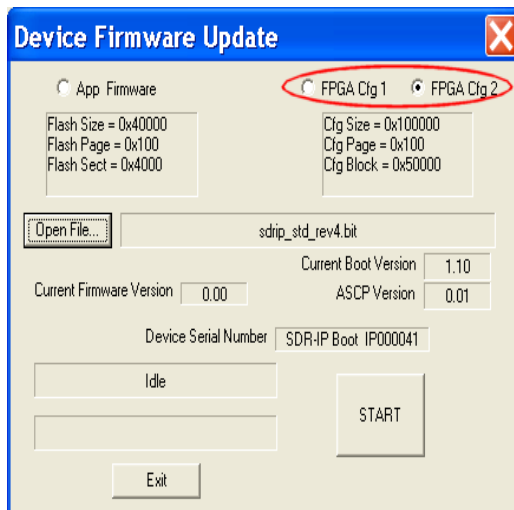 Device Firmware Update
App Firmware
FPGA Cfg 1
FPGA Cfg 2
Flash Size = 0x40000
Flash Page = 0x100
Flash Sect = 0x4000
Cfg Size = 0x100000
Cfg Page = 0x100
Cfg Block = 0x50000
Open File...
sdrip_std_rev4.bit
Current Boot Version 1.10
Current Firmware Version 0.00
ASCP Version 0.01
Device Serial Number SDR-IP Boot IP000041
Idle
START
Exit